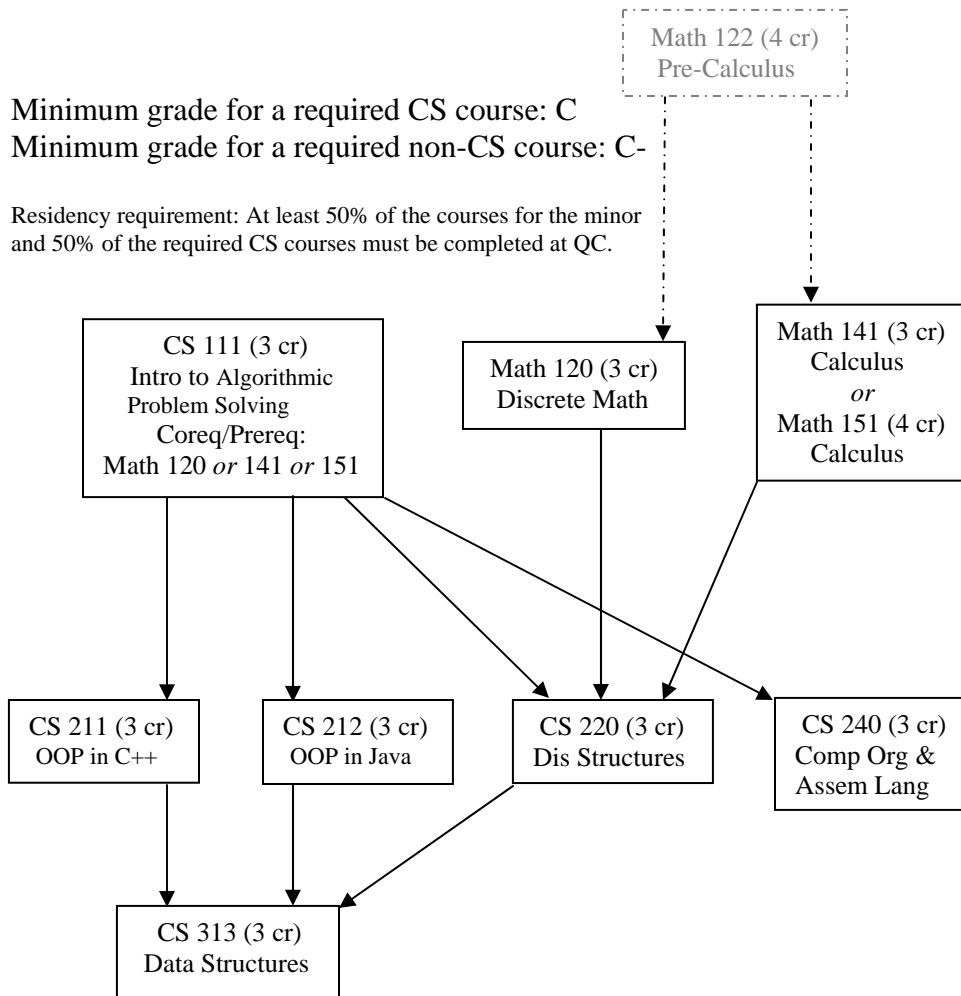 Math 122 (4 cr)
Pre-Calculus
Minimum grade for a required CS course: C
Minimum grade for a required non-CS course: C-
Residency requirement: At least 50% of the courses for the minor
and 50% of the required CS courses must be completed at QC.
CS 111 (3 cr)
Intro to Algorithmic
Problem Solving
Coreq/Prereq:
Math 120 or 141 or 151
Math 120 (3 cr)
Discrete Math
Math 141 (3 cr)
Calculus
or
Math 151 (4 cr)
Calculus
CS 211 (3 cr)
OOP in C++
CS 212 (3 cr)
OOP in Java
CS 220 (3 cr)
Dis Structures
CS 240 (3 cr)
Comp Org &
Assem Lang
CS 313 (3 cr)
Data Structures